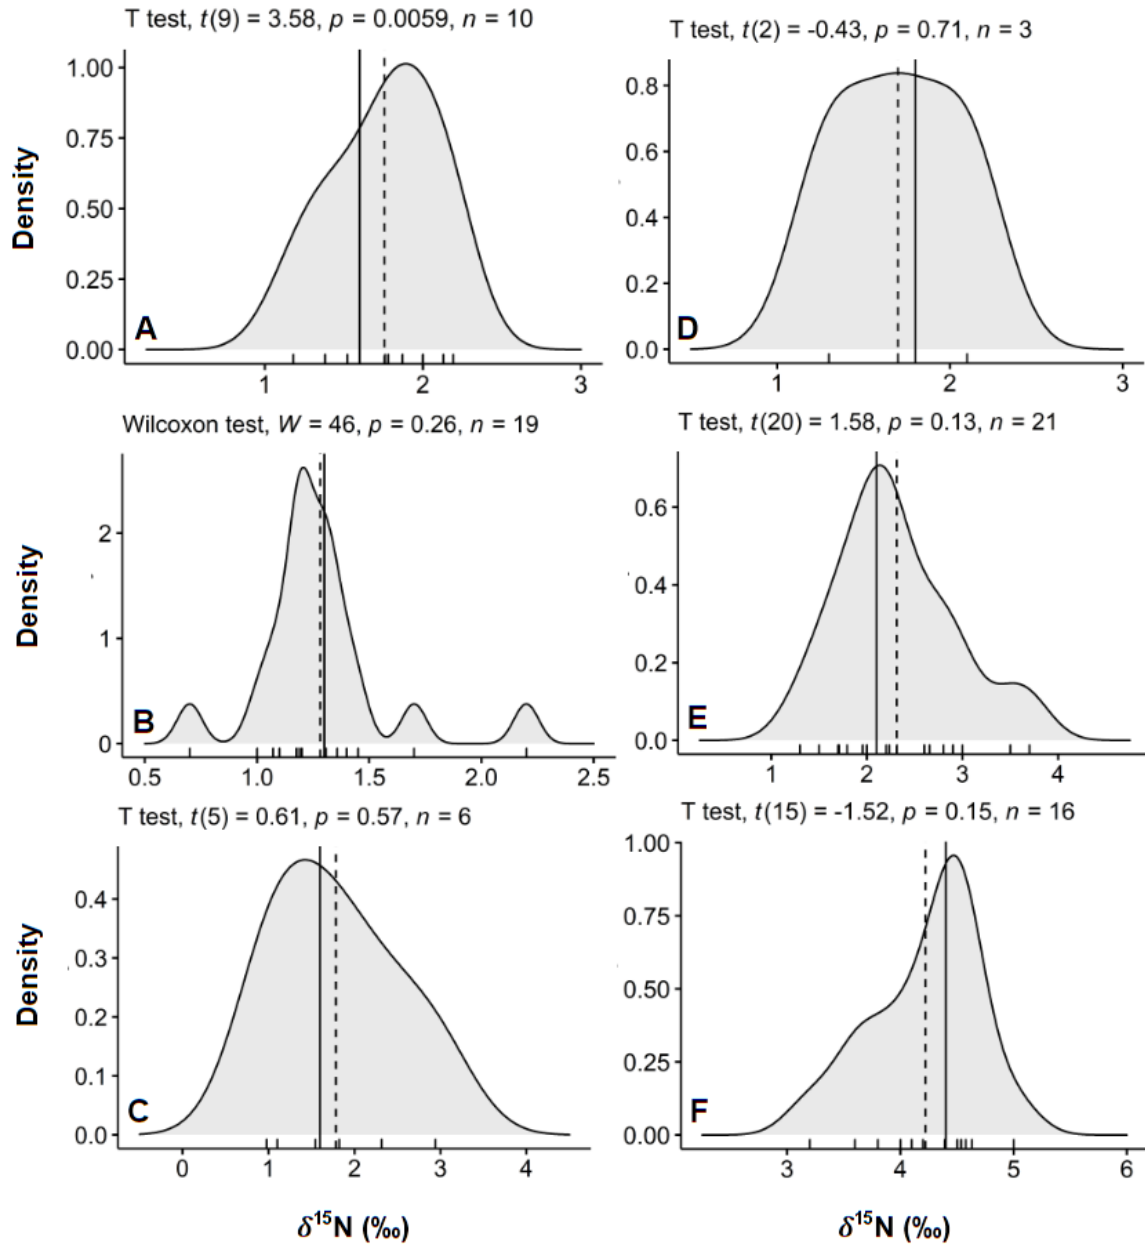 T test, t(9) = 3.58, p = 0.0059, n = 10
Density
1.00
0.75
0.50
0.25
0.00
A
1 2 3
T test, t(2) = -0.43, p = 0.71, n = 3
0.8
0.6
0.4
0.2
0.0
D
1 2 3
Wilcoxon test, W = 46, p = 0.26, n = 19
Density
2
1
0
B
0.5 1.0 1.5 2.0 2.5
T test, t(20) = 1.58, p = 0.13, n = 21
0.6
0.4
0.2
0.0
E
1 2 3 4
T test, t(5) = 0.61, p = 0.57, n = 6
Density
0.4
0.3
0.2
0.1
0.0
C
0 1 2 3 4
δ¹⁵N (‰)
T test, t(15) = -1.52, p = 0.15, n = 16
1.00
0.75
0.50
0.25
0.00
F
3 4 5 6
δ¹⁵N (‰)